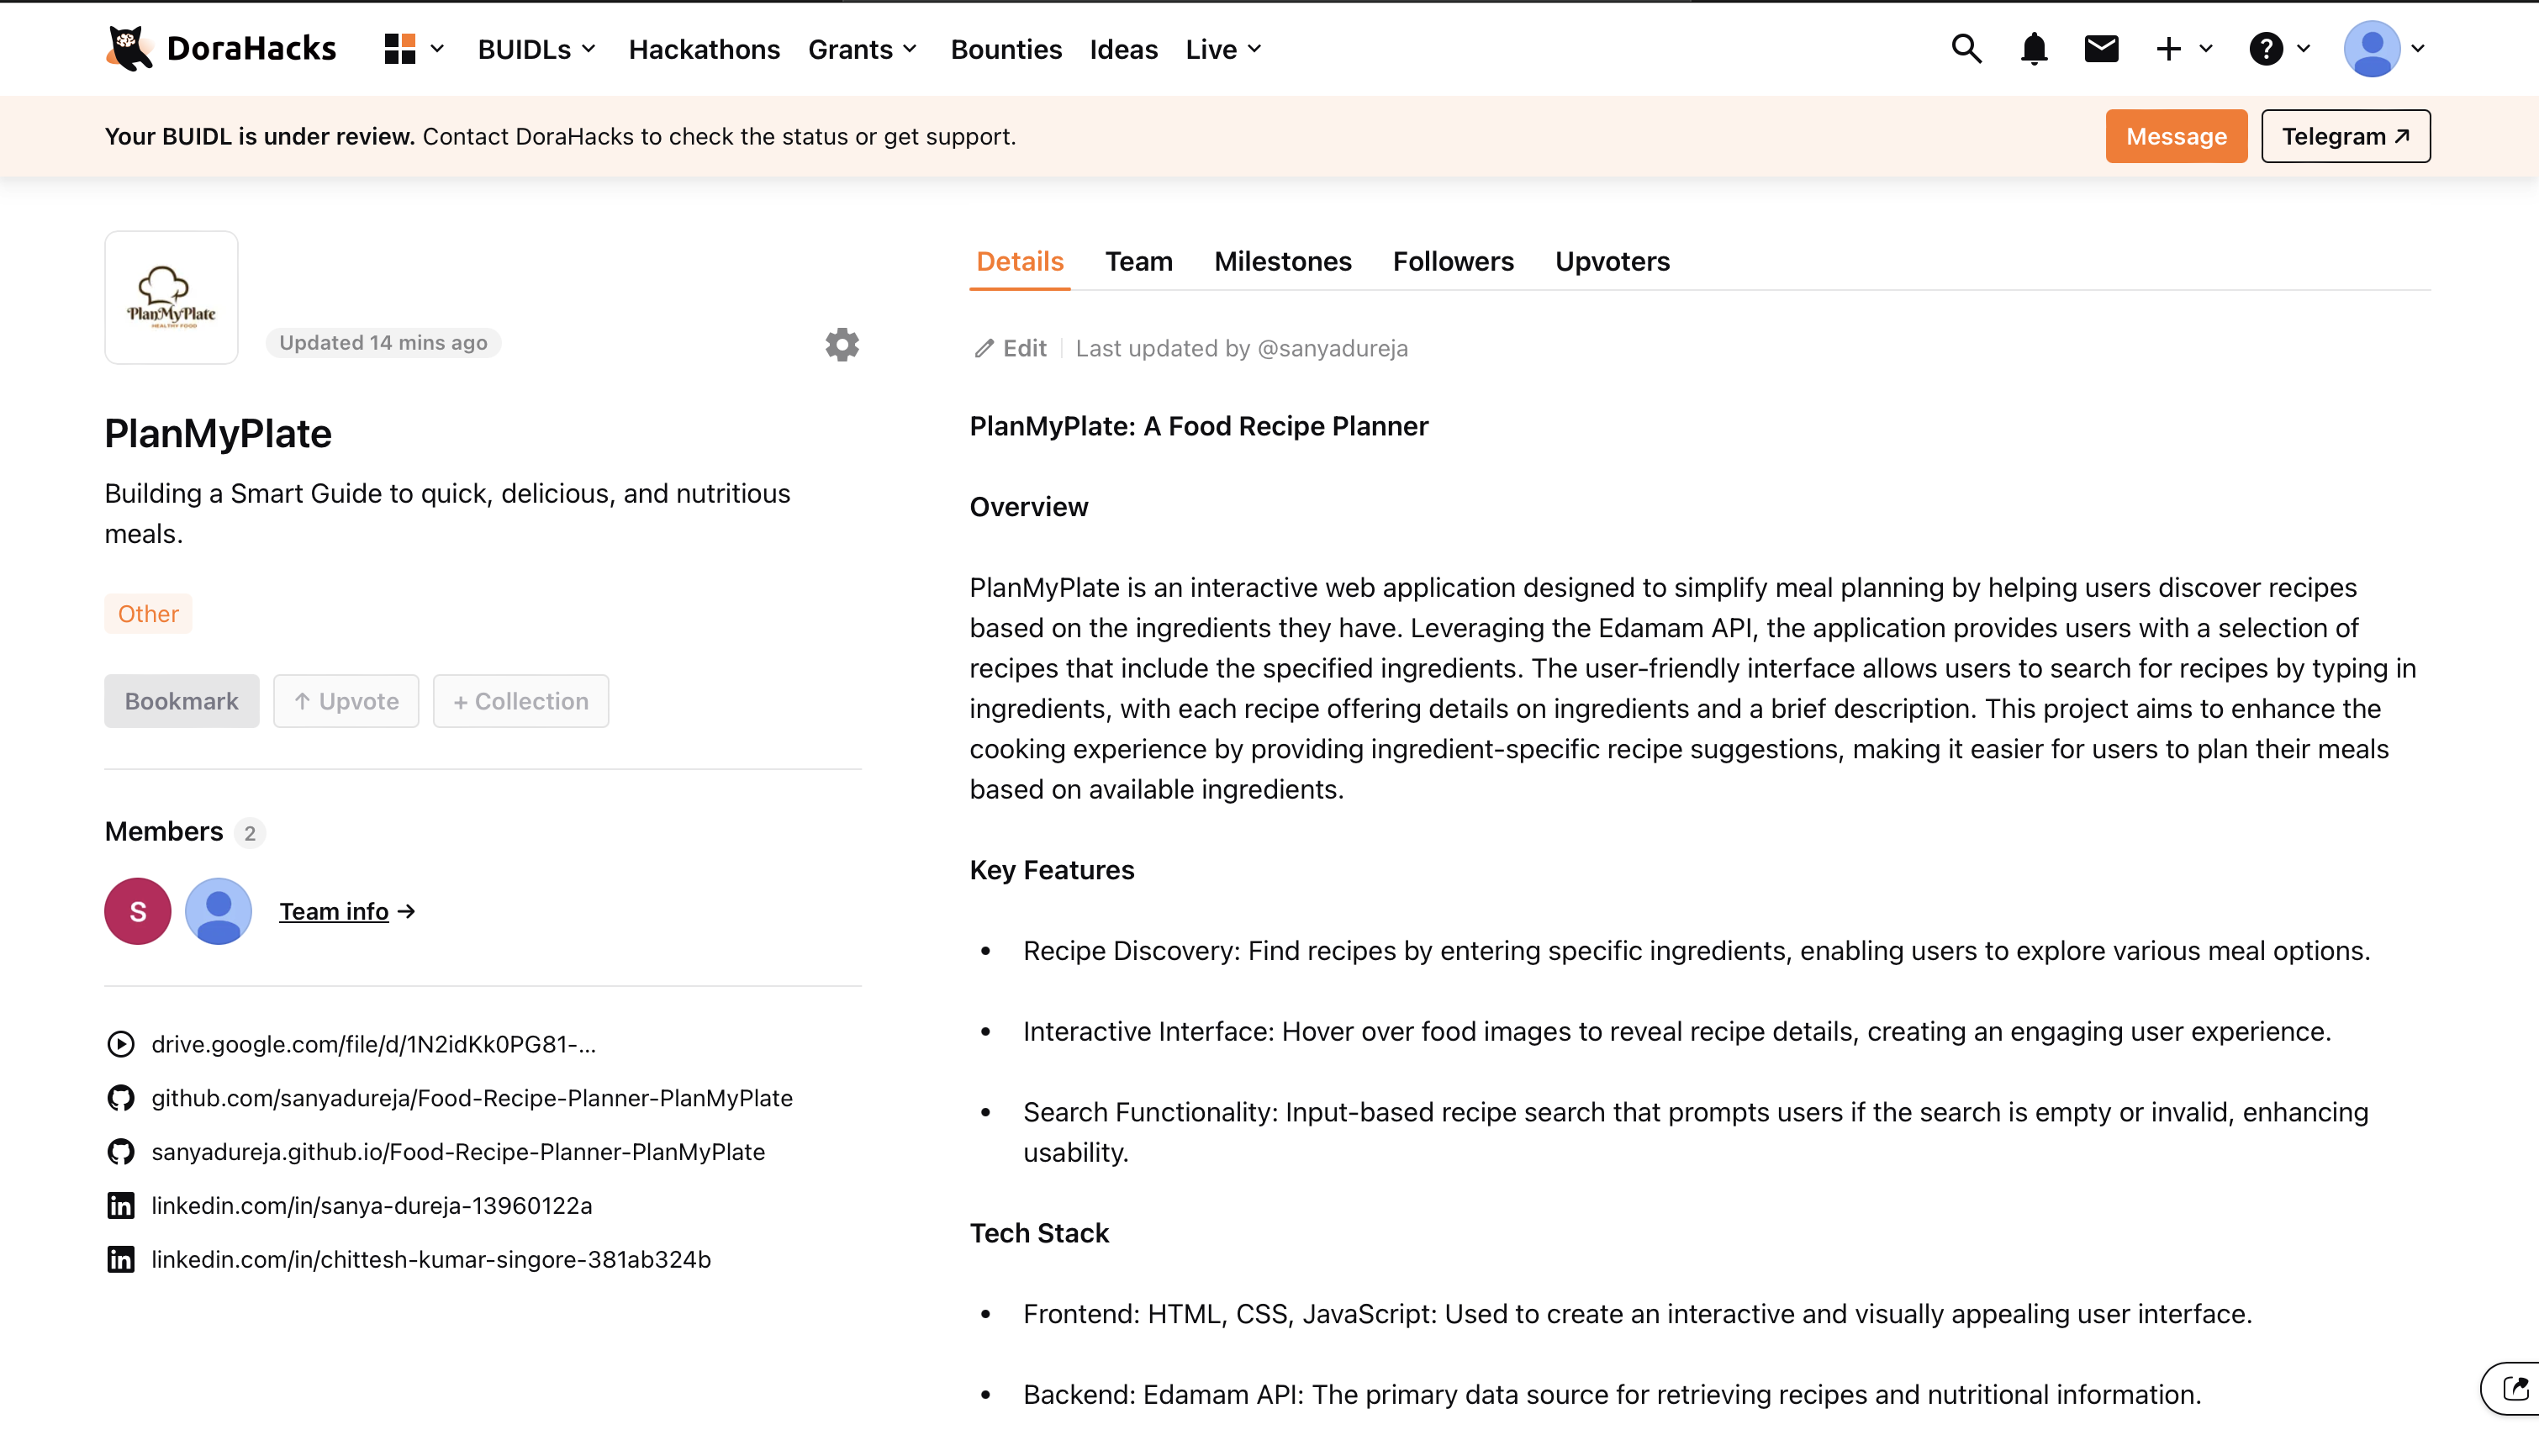 DoraHacks
BUIDLs
Hackathons
Grants
Bounties
Ideas
Live
Your BUIDL is under review. Contact DoraHacks to check the status or get support.
Message
Telegram
PlanMyPlate
HEALTHY FOOD
Updated 14 mins ago
PlanMyPlate
Building a Smart Guide to quick, delicious, and nutritious
meals.
Other
Bookmark
↑ Upvote
+ Collection
Members 2
S
Team info →
drive.google.com/file/d/1N2idKk0PG81-...
github.com/sanyadureja/Food-Recipe-Planner-PlanMyPlate
sanyadureja.github.io/Food-Recipe-Planner-PlanMyPlate
linkedin.com/in/sanya-dureja-13960122a
linkedin.com/in/chittesh-kumar-singore-381ab324b
Details
Team
Milestones
Followers
Upvoters
Edit
Last updated by @sanyadureja
PlanMyPlate: A Food Recipe Planner
Overview
PlanMyPlate is an interactive web application designed to simplify meal planning by helping users discover recipes
based on the ingredients they have. Leveraging the Edamam API, the application provides users with a selection of
recipes that include the specified ingredients. The user-friendly interface allows users to search for recipes by typing in
ingredients, with each recipe offering details on ingredients and a brief description. This project aims to enhance the
cooking experience by providing ingredient-specific recipe suggestions, making it easier for users to plan their meals
based on available ingredients.
Key Features
• Recipe Discovery: Find recipes by entering specific ingredients, enabling users to explore various meal options.
• Interactive Interface: Hover over food images to reveal recipe details, creating an engaging user experience.
• Search Functionality: Input-based recipe search that prompts users if the search is empty or invalid, enhancing
usability.
Tech Stack
• Frontend: HTML, CSS, JavaScript: Used to create an interactive and visually appealing user interface.
• Backend: Edamam API: The primary data source for retrieving recipes and nutritional information.